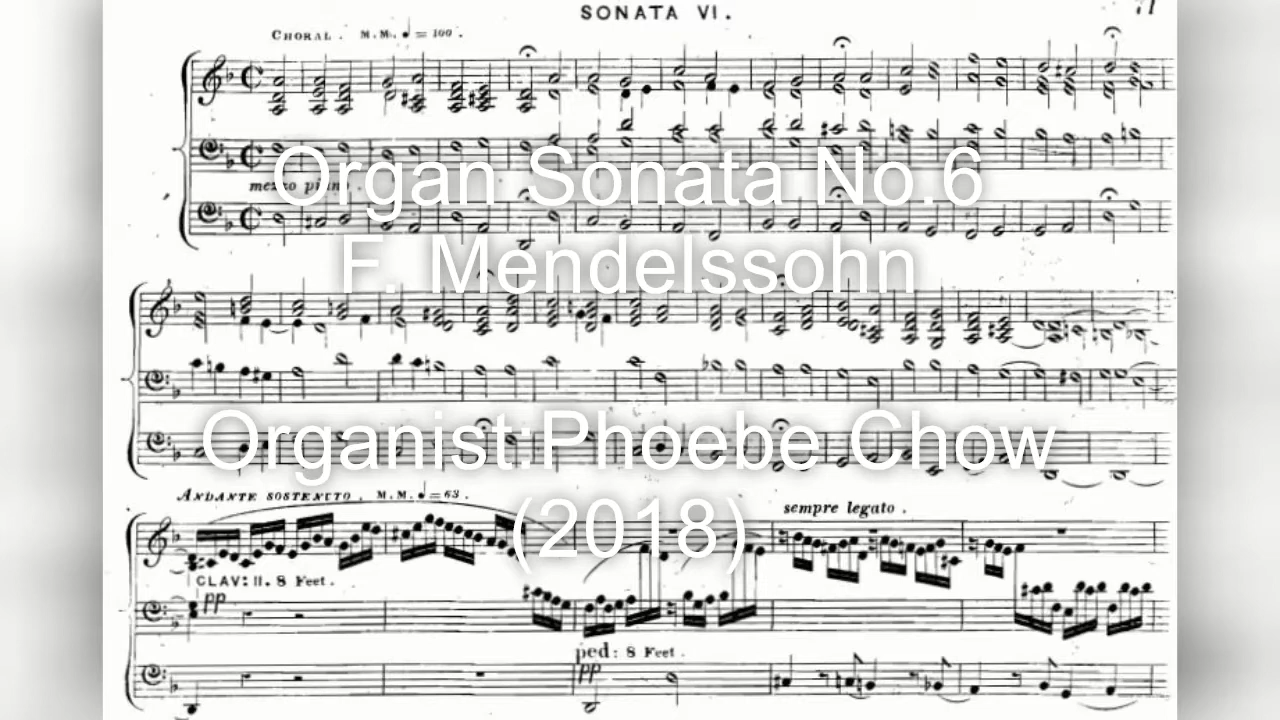 SONATA VI.
CHORAL. M.M. ♩ = 100.
Organ Sonata No.6
mezzo piano.
F. Mendelssohn
Organist:Phoebe Chow
ANDANTE SOSTENUTO. M.M. ♩ = 63.
sempre legato.
(2018)
CLAV: II. 8 Feet.
pp
ped: 8 Feet.
pp